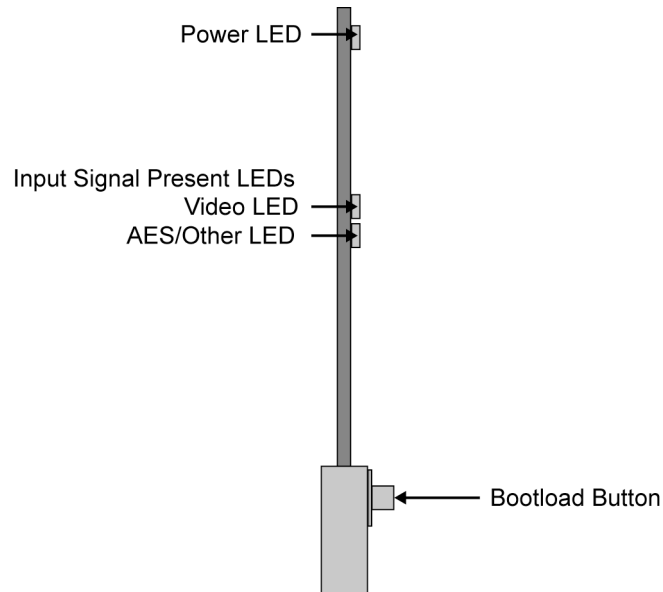 Power LED
Input Signal Present LEDs
Video LED
AES/Other LED
Bootload Button